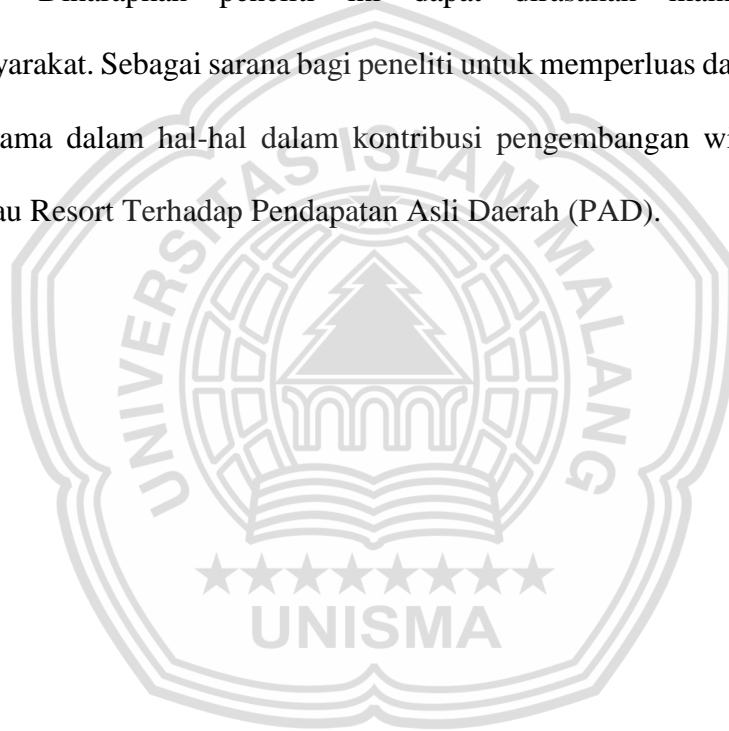 Diharapkan peneliti ini dapat dirasakan
yarakat. Sebagai sarana bagi peneliti untuk memperluas da
ama dalam hal-hal dalam kontribusi pengembangan wi
au Resort Terhadap Pendapatan Asli Daerah (PAD).
UNIVERSITAS ISLAM MALANG
UNISMA